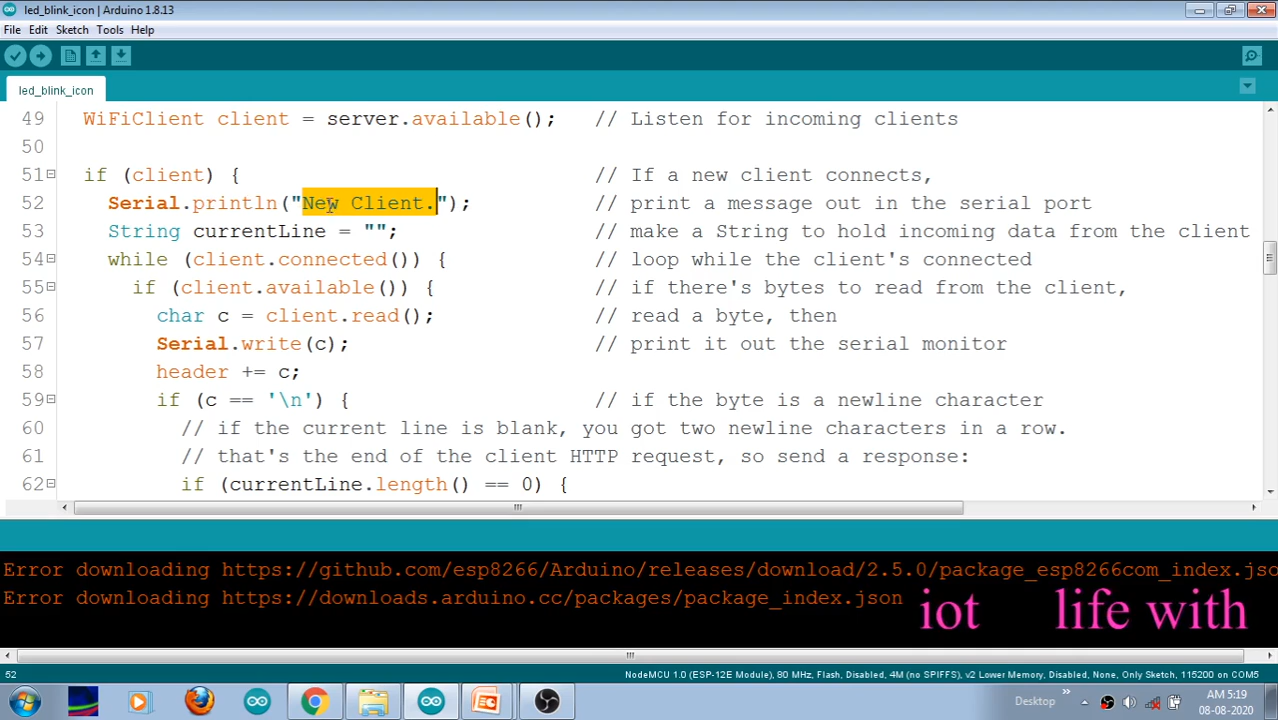 led_blink_icon | Arduino 1.8.13
File Edit Sketch Tools Help
led_blink_icon
49 WiFiClient client = server.available(); // Listen for incoming clients
50
51 if (client) { // If a new client connects,
52 Serial.println("New Client."); // print a message out in the serial port
53 String currentLine = ""; // make a String to hold incoming data from the client
54 while (client.connected()) { // loop while the client's connected
55 if (client.available()) { // if there's bytes to read from the client,
56 char c = client.read(); // read a byte, then
57 Serial.write(c); // print it out the serial monitor
58 header += c;
59 if (c == '\n') { // if the byte is a newline character
60 // if the current line is blank, you got two newline characters in a row.
61 // that's the end of the client HTTP request, so send a response:
62 if (currentLine.length() == 0) {
Error downloading https://github.com/esp8266/Arduino/releases/download/2.5.0/package_esp8266com_index.jso
Error downloading https://downloads.arduino.cc/packages/package_index.json
iot life with
52 NodeMCU 1.0 (ESP-12E Module), 80 MHz, Flash, Disabled, 4M (no SPIFFS), v2 Lower Memory, Disabled, None, Only Sketch, 115200 on COM5
Desktop AM 5:19
08-08-2020